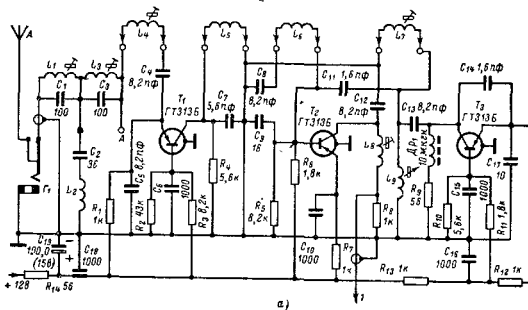 A
L4
L1
L3
C1
100
C3
100
C4
8,2пф
A
C2
36
L2
Г1
R1
1к
C5 8,2пф
R2 43к
C6
1000
T1
ГТ313Б
R3 8,2к
L5
C7
5,6пф
R4
5,6к
C8
8,2пф
C9
16
R5
8,2к
L6
C11
1,6пф
T2
ГТ313Б
R6
1,8к
C10
1000
R7
1к
L7
C12
8,2пф
L8
R8
1к
1
L9
C13 8,2пф
ДР1
10мкгн
R9
56
T3
ГТ313Б
C14 1,6пф
C17
10
C15
1000
R10
5,6к
R11 1,8к
C16
1000
R12 1к
R13 1к
C19
100,0
(15В)
C18
1000
+ 12В
R14 56
а)